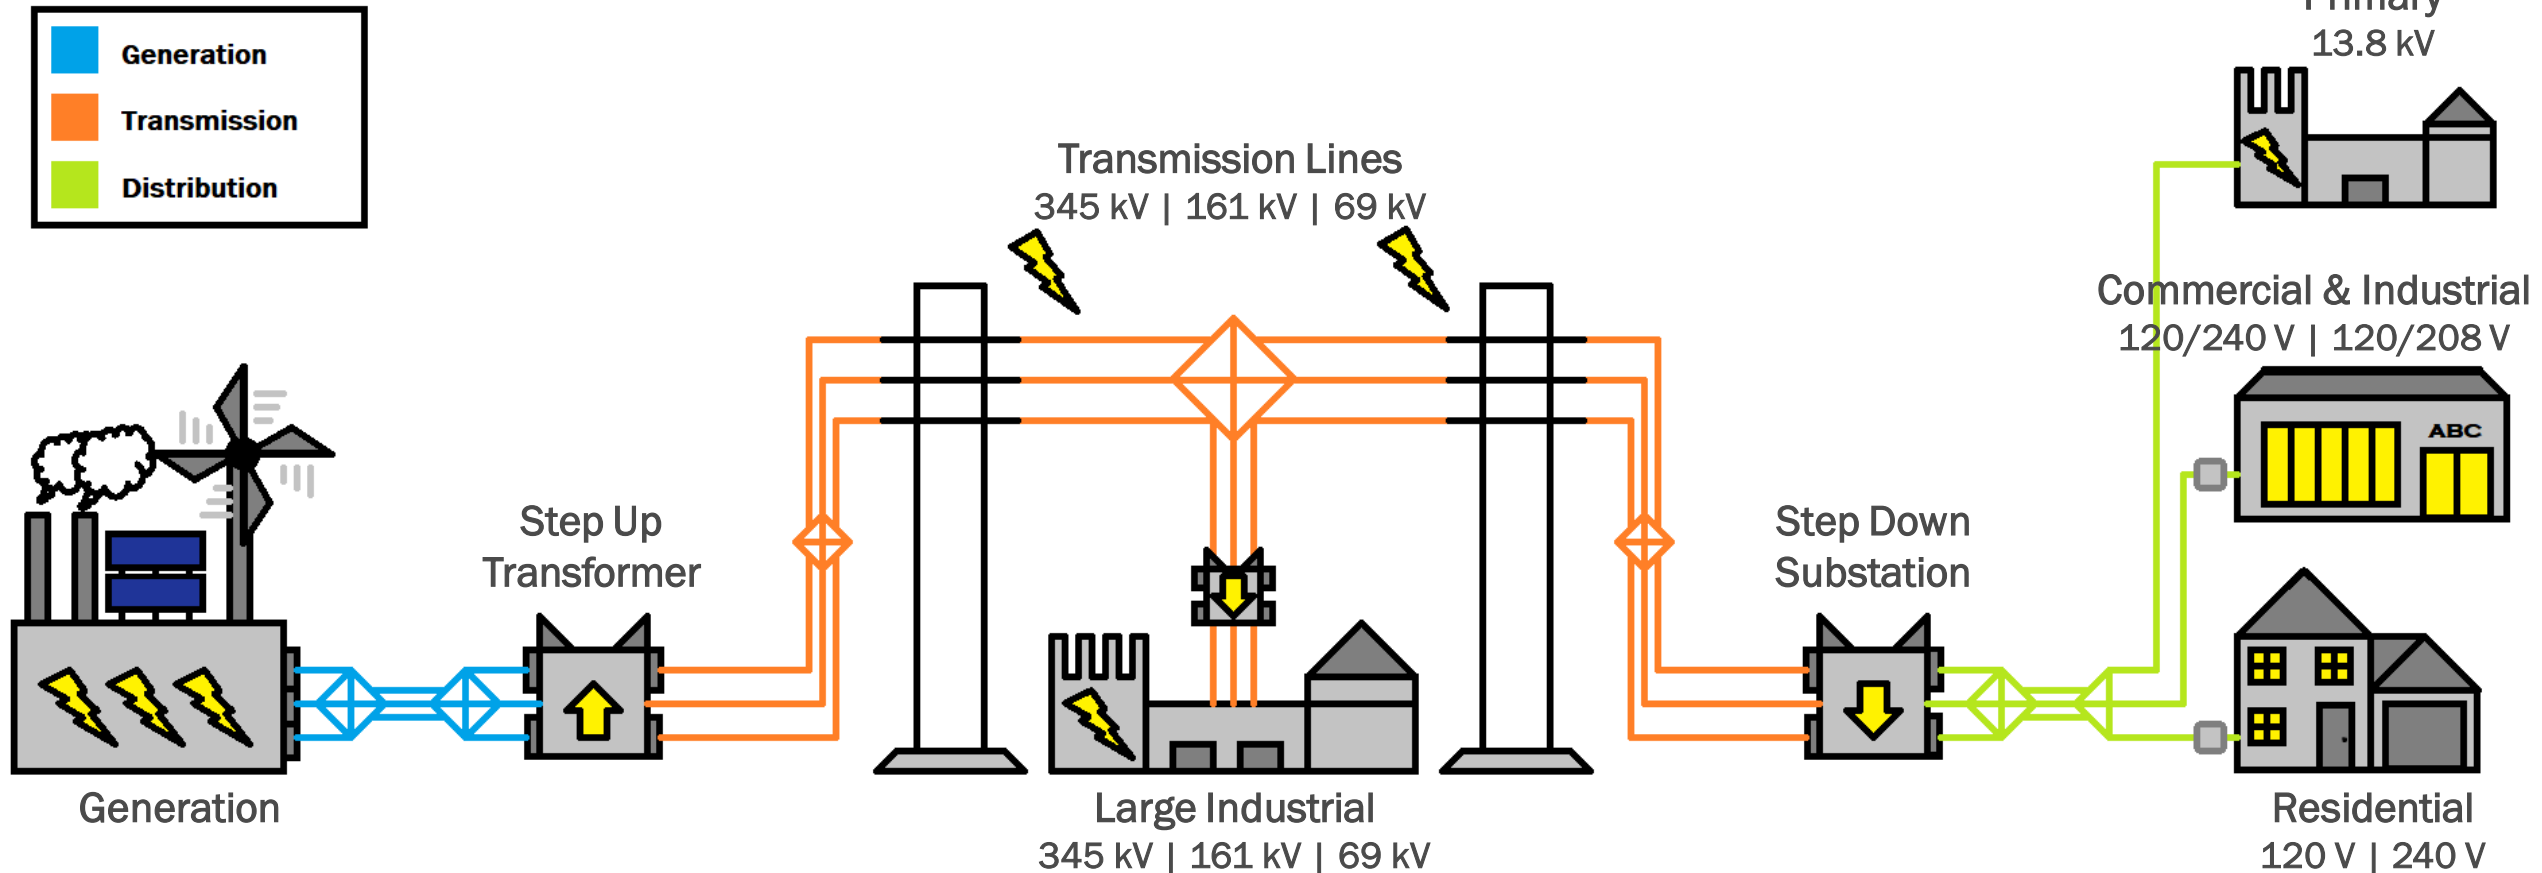 Generation
Transmission
Distribution
Primary
13.8 kV
Transmission Lines
345 kV | 161 kV | 69 kV
Commercial & Industrial
120/240 V | 120/208 V
ABC
Step Up
Transformer
Step Down
Substation
Generation
Large Industrial
345 kV | 161 kV | 69 kV
Residential
120 V | 240 V